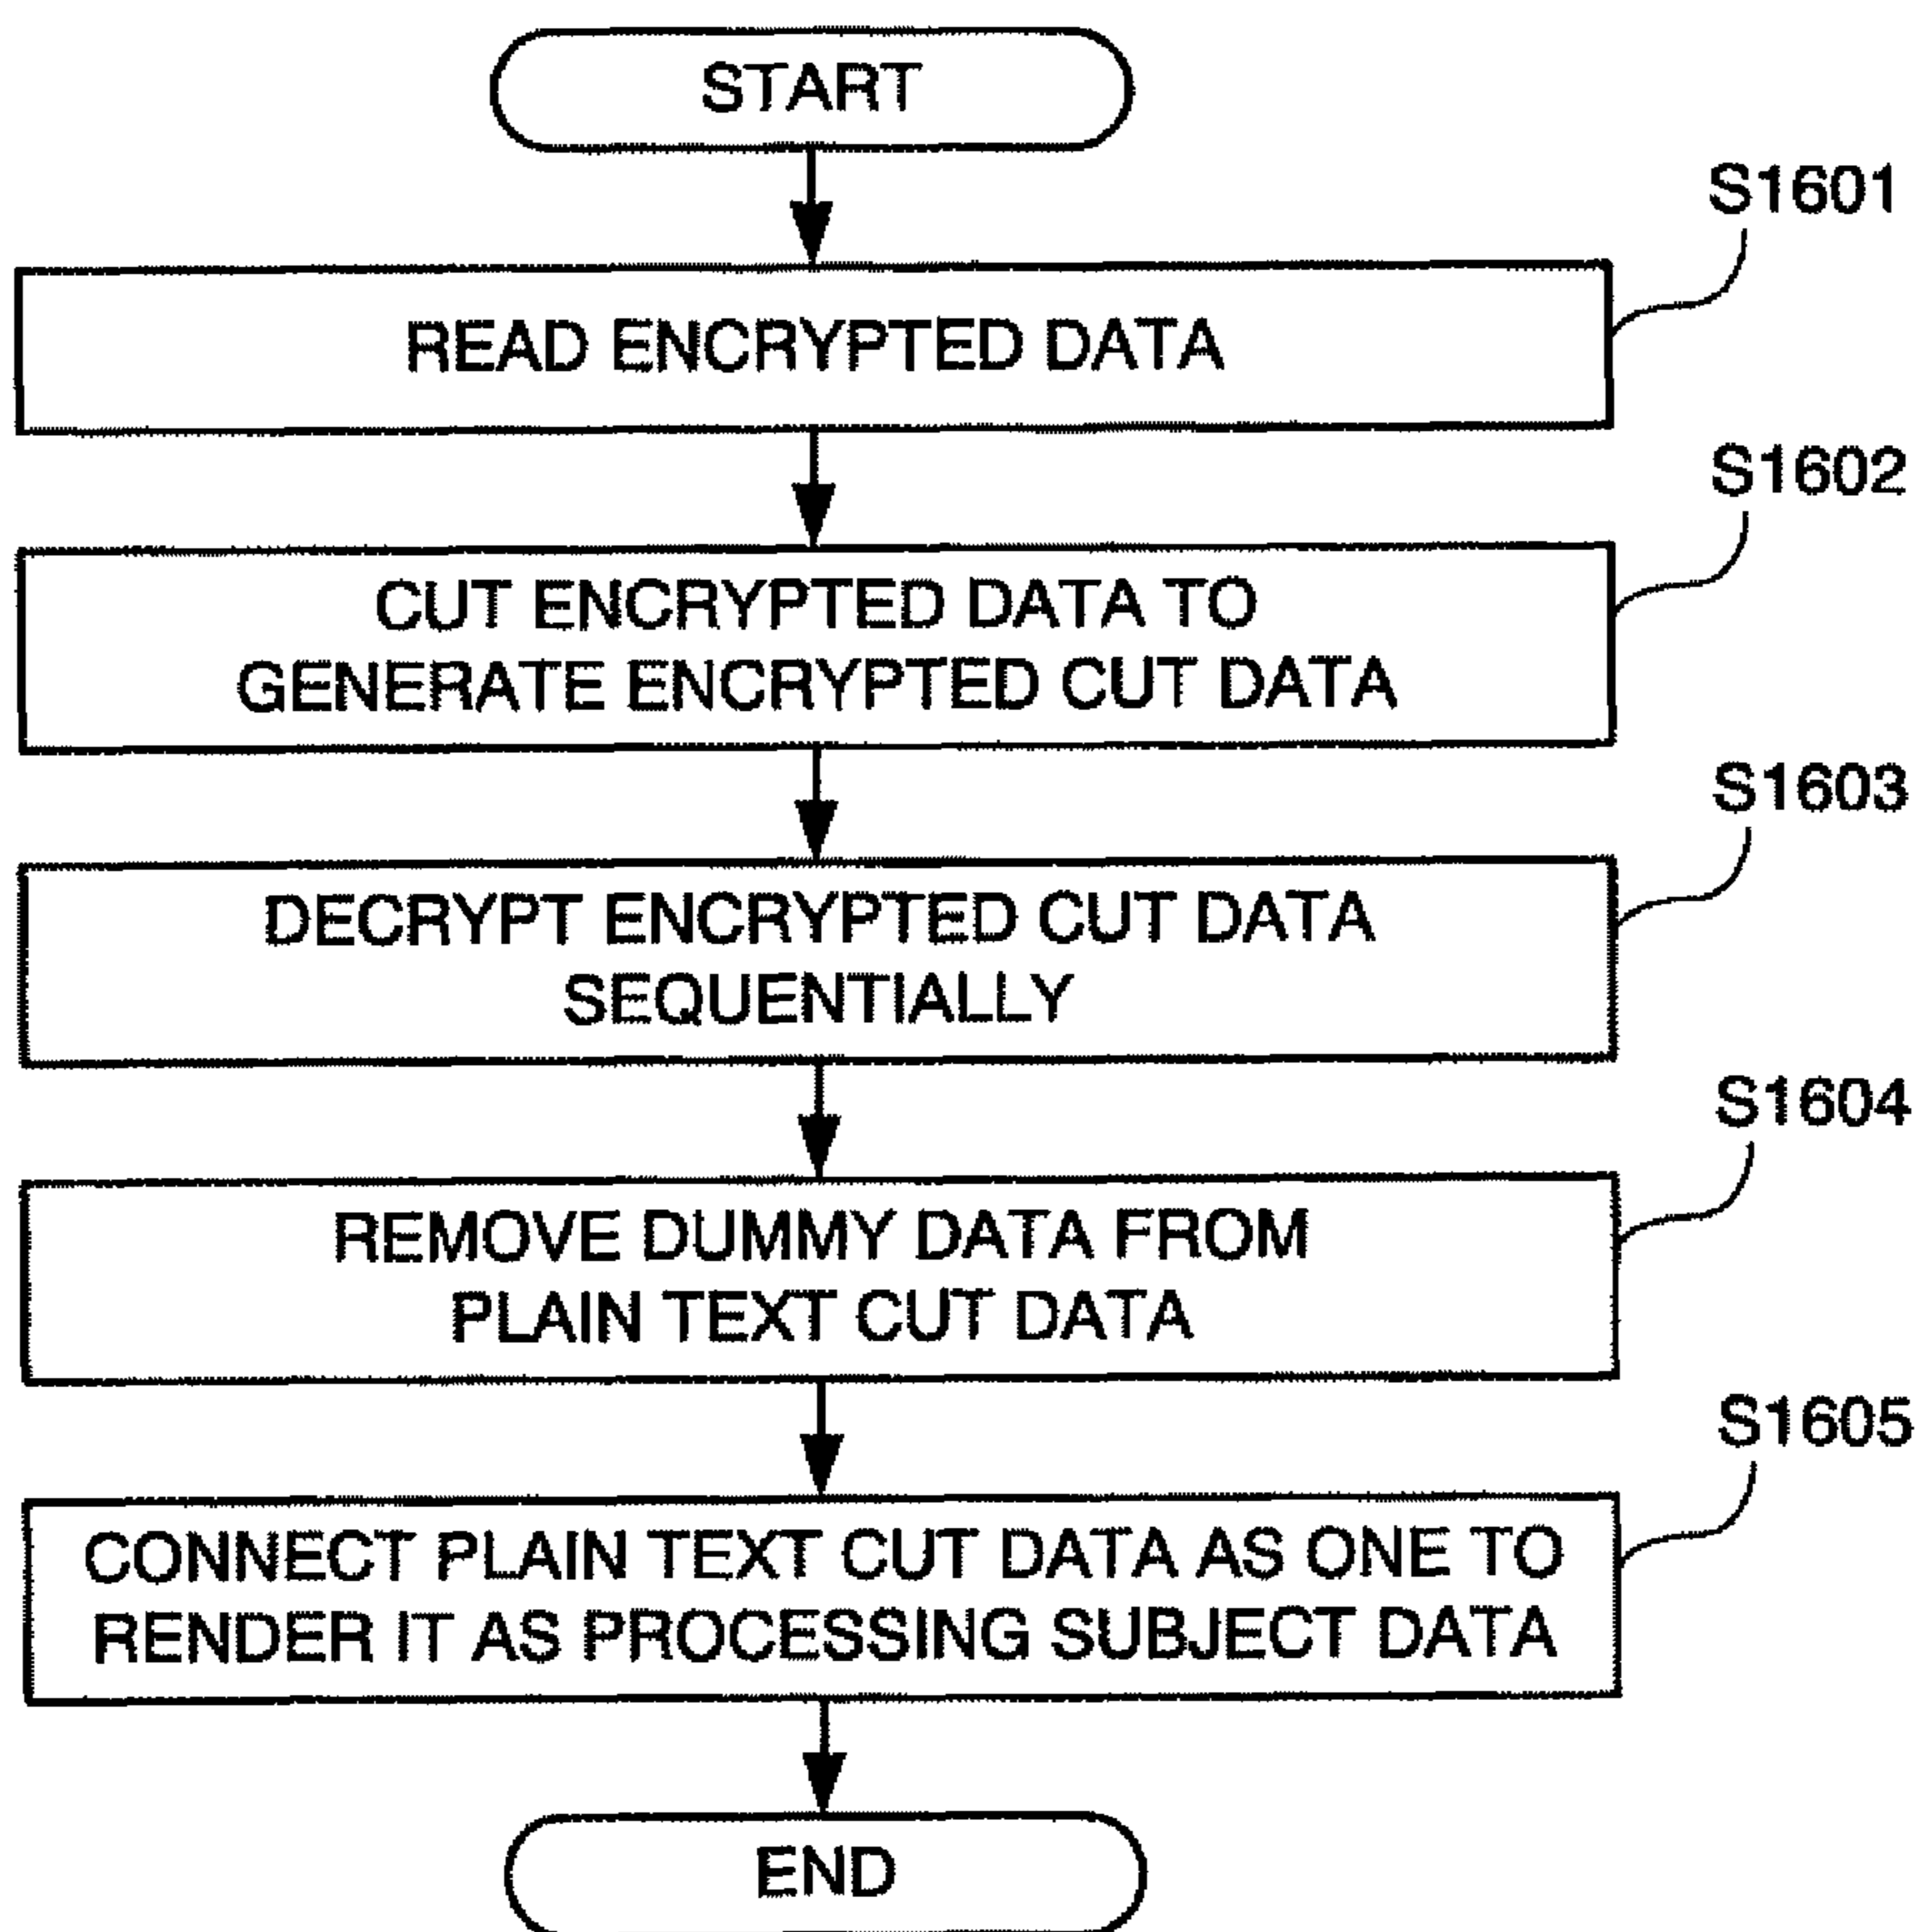 START
S1601
READ ENCRYPTED DATA
S1602
CUT ENCRYPTED DATA TO
GENERATE ENCRYPTED CUT DATA
S1603
DECRYPT ENCRYPTED CUT DATA
SEQUENTIALLY
S1604
REMOVE DUMMY DATA FROM
PLAIN TEXT CUT DATA
S1605
CONNECT PLAIN TEXT CUT DATA AS ONE TO
RENDER IT AS PROCESSING SUBJECT DATA
END